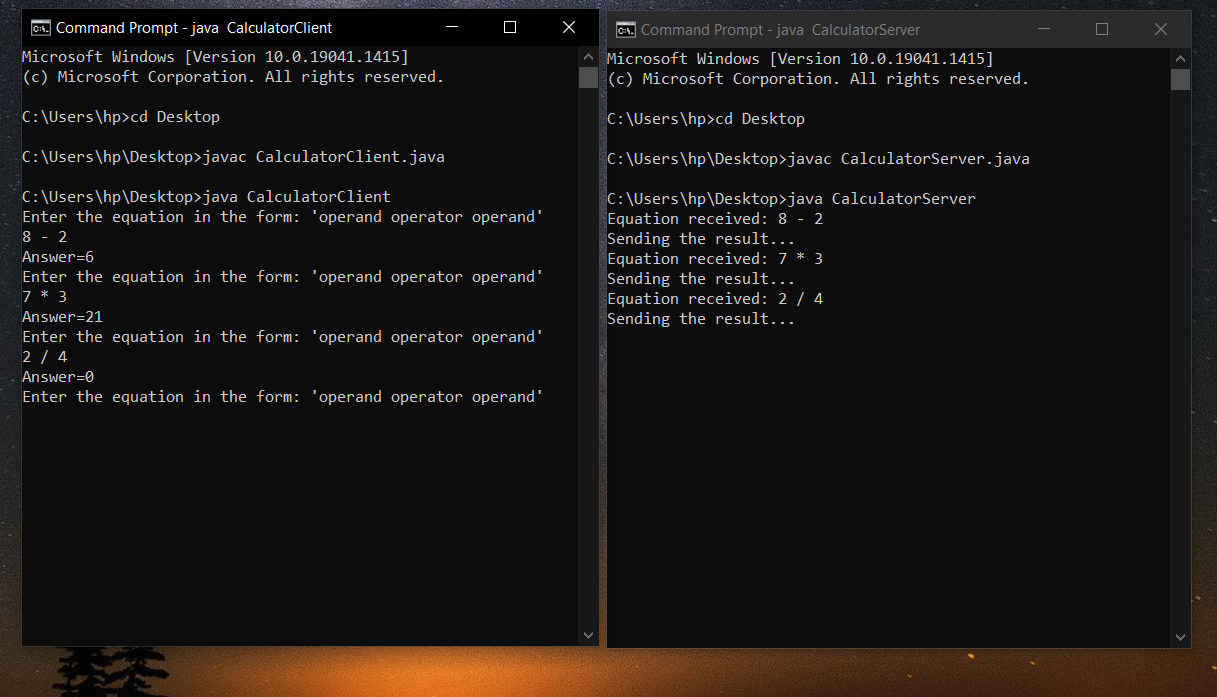 Command Prompt - java  CalculatorClient
Microsoft Windows [Version 10.0.19041.1415]
(c) Microsoft Corporation. All rights reserved.
C:\Users\hp>cd Desktop
C:\Users\hp\Desktop>javac CalculatorClient.java
C:\Users\hp\Desktop>java CalculatorClient
Enter the equation in the form: 'operand operator operand'
8 - 2
Answer=6
Enter the equation in the form: 'operand operator operand'
7 * 3
Answer=21
Enter the equation in the form: 'operand operator operand'
2 / 4
Answer=0
Enter the equation in the form: 'operand operator operand'
Command Prompt - java  CalculatorServer
Microsoft Windows [Version 10.0.19041.1415]
(c) Microsoft Corporation. All rights reserved.
C:\Users\hp>cd Desktop
C:\Users\hp\Desktop>javac CalculatorServer.java
C:\Users\hp\Desktop>java CalculatorServer
Equation received: 8 - 2
Sending the result...
Equation received: 7 * 3
Sending the result...
Equation received: 2 / 4
Sending the result...